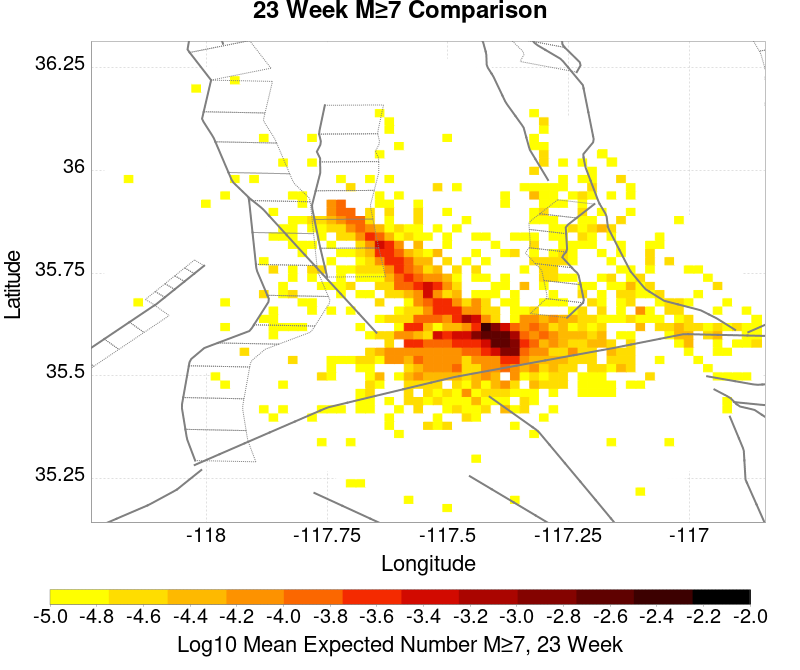 23 Week M≥7 Comparison
36.25
36
35.75
35.5
35.25
Latitude
-118 -117.75 -117.5 -117.25 -117
Longitude
-5.0 -4.8 -4.6 -4.4 -4.2 -4.0 -3.8 -3.6 -3.4 -3.2 -3.0 -2.8 -2.6 -2.4 -2.2 -2.0
Log10 Mean Expected Number M≥7, 23 Week